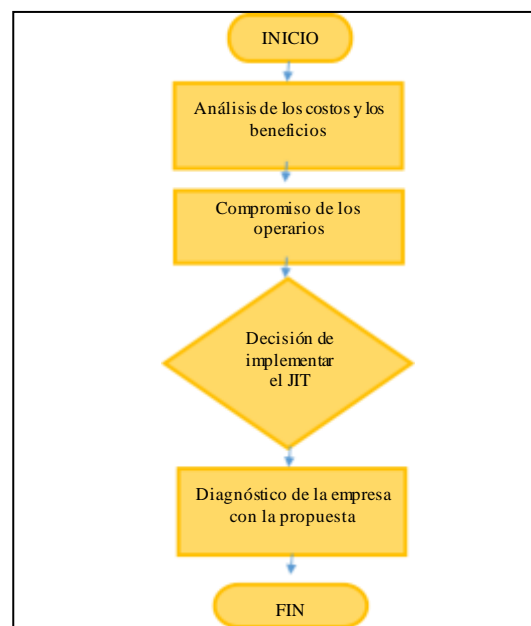 INICIO
Análisis de los costos y los
beneficios
Compromiso de los
operarios
Decisión de
implementar
el JIT
Diagnóstico de la empresa
con la propuesta
FIN